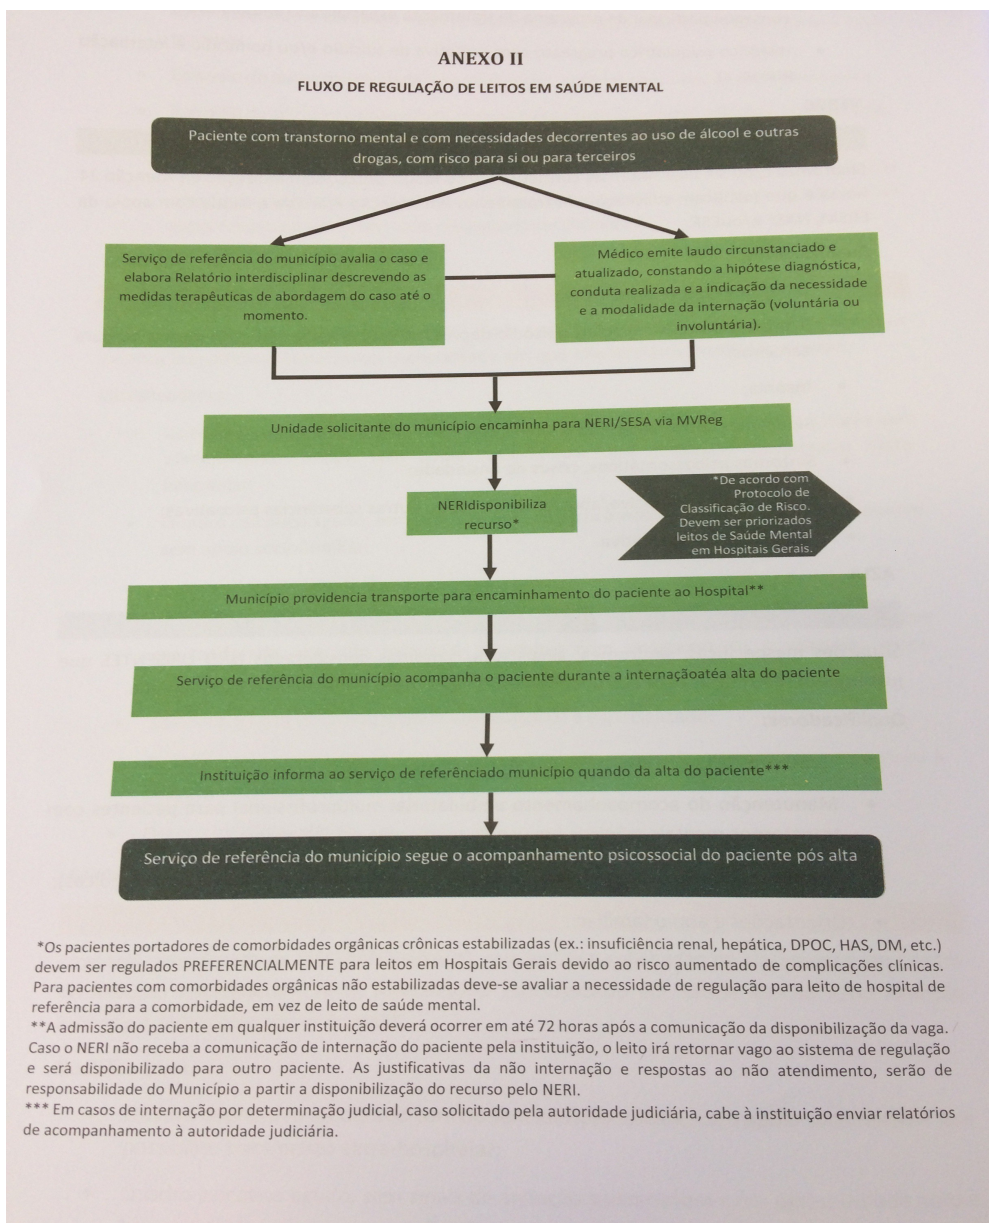 ANEXO II
FLUXO DE REGULAÇÃO DE LEITOS EM SAÚDE MENTAL
Paciente com transtorno mental e com necessidades decorrentes ao uso de álcool e outras
drogas, com risco para si ou para terceiros
Serviço de referência do município avalia o caso e
elabora Relatório interdisciplinar descrevendo as
medidas terapêuticas de abordagem do caso até o
momento.
Médico emite laudo circunstanciado e
atualizado, constando a hipótese diagnóstica,
conduta realizada e a indicação da necessidade
e a modalidade da internação (voluntária ou
involuntária).
Unidade solicitante do município encaminha para NERI/SESA via MVReg
NERIdisponibiliza
recurso*
*De acordo com
Protocolo de
Classificação de Risco.
Devem ser priorizados
leitos de Saúde Mental
em Hospitais Gerais.
Município providencia transporte para encaminhamento do paciente ao Hospital**
Serviço de referência do município acompanha o paciente durante a internaçãoatéa alta do paciente
Instituição informa ao serviço de referênciado município quando da alta do paciente***
Serviço de referência do município segue o acompanhamento psicossocial do paciente pós alta
*Os pacientes portadores de comorbidades orgânicas crônicas estabilizadas (ex.: insuficiência renal, hepática, DPOC, HAS, DM, etc.)
devem ser regulados PREFERENCIALMENTE para leitos em Hospitais Gerais devido ao risco aumentado de complicações clínicas.
Para pacientes com comorbidades orgânicas não estabilizadas deve-se avaliar a necessidade de regulação para leito de hospital de
referência para a comorbidade, em vez de leito de saúde mental.
**A admissão do paciente em qualquer instituição deverá ocorrer em até 72 horas após a comunicação da disponibilização da vaga.
Caso o NERI não receba a comunicação de internação do paciente pela instituição, o leito irá retornar vago ao sistema de regulação
e será disponibilizado para outro paciente. As justificativas da não internação e respostas ao não atendimento, serão de
responsabilidade do Município a partir a disponibilização do recurso pelo NERI.
*** Em casos de internação por determinação judicial, caso solicitado pela autoridade judiciária, cabe à instituição enviar relatórios
de acompanhamento à autoridade judiciária.